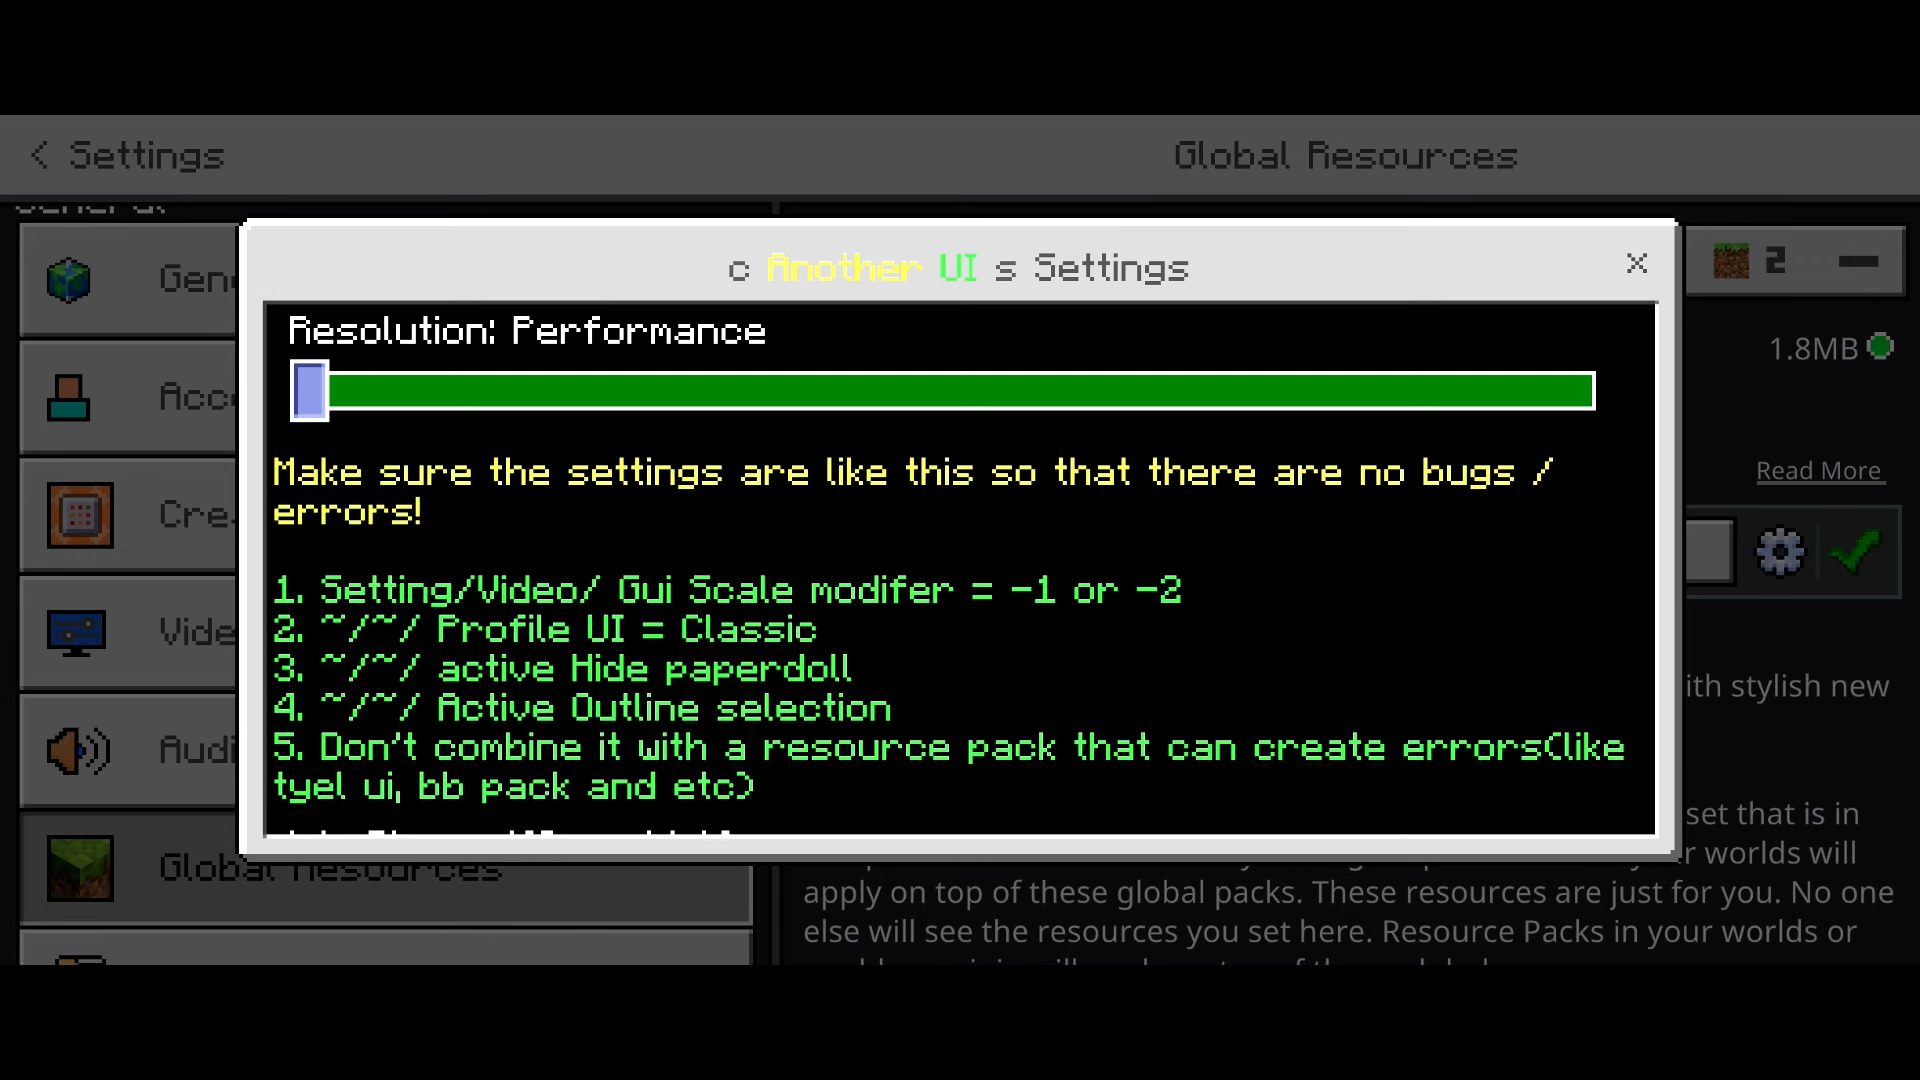 < Settings
Global Resources
c Another UI s Settings
2
Resolution: Performance
1.8MB
Make sure the settings are like this so that there are no bugs /
errors!
Read More
1. Setting/Video/ Gui Scale modifer = -1 or -2
2. ~/~/ Profile UI = Classic
3. ~/~/ active Hide paperdoll
4. ~/~/ Active Outline selection
5. Don't combine it with a resource pack that can create errors(like
tyel ui, bb pack and etc)
ith stylish new
set that is in
worlds will
Global Resources
apply on top of these global packs. These resources are just for you. No one
else will see the resources you set here. Resource Packs in your worlds or